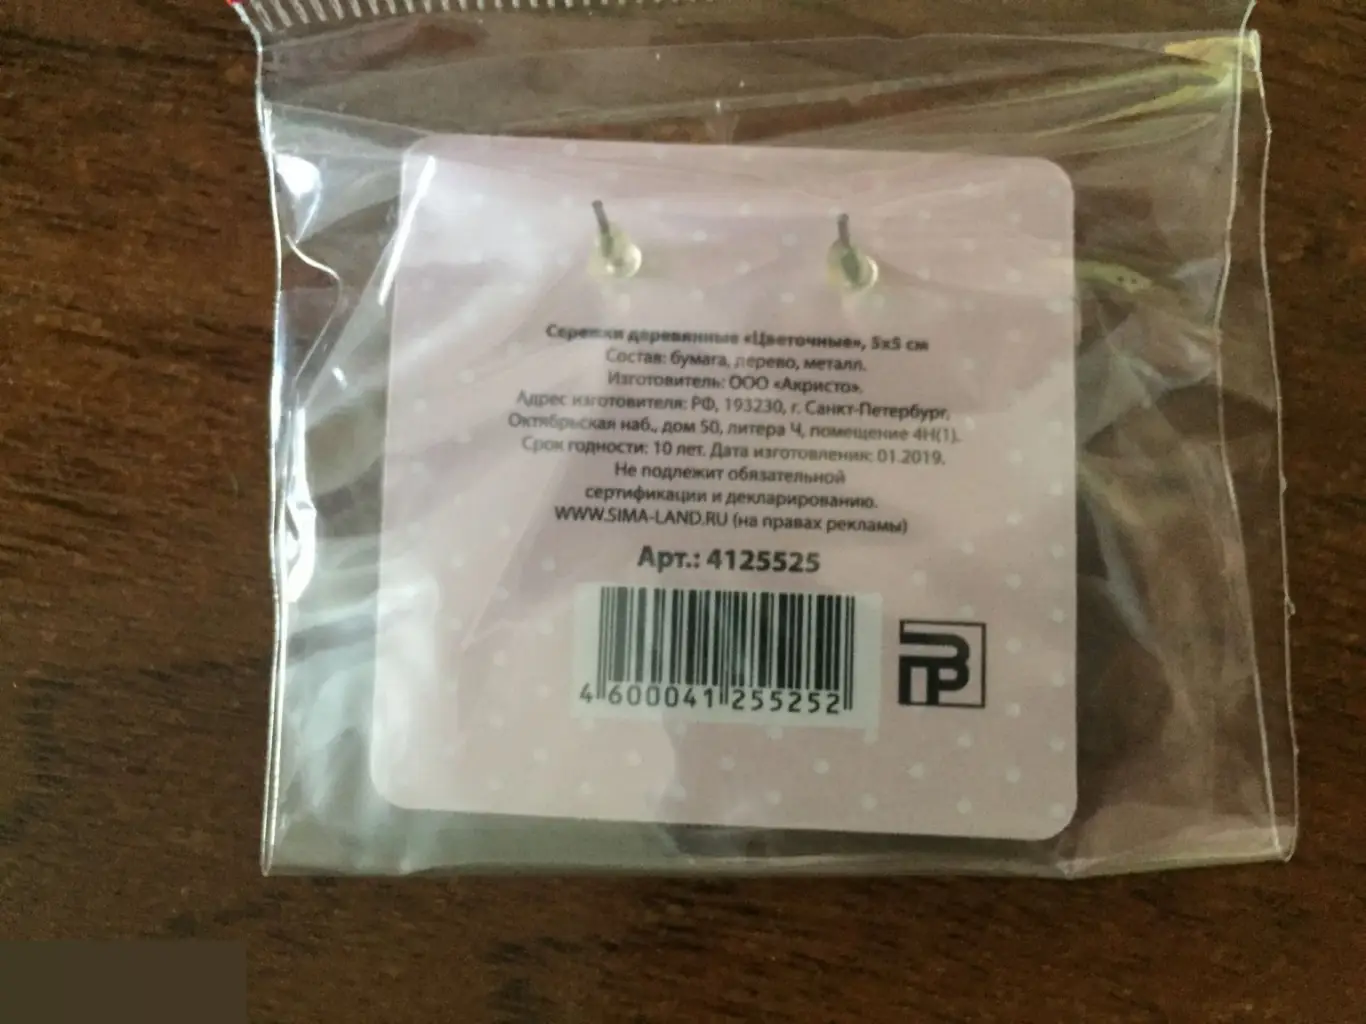 Сережки деревянные «Цветочные», 5х5 см
Состав: бумага, дерево, металл.
Изготовитель: ООО «Акристо».
Адрес изготовителя: РФ, 193230, г. Санкт-Петербург,
Октябрьская наб., дом 50, литера Ч, помещение 4Н(1).
Срок годности: 10 лет. Дата изготовления: 01.2019.
Не подлежит обязательной
сертификации и декларированию.
WWW.SIMA-LAND.RU (на правах рекламы)
Арт.: 4125525
4 600041 255252